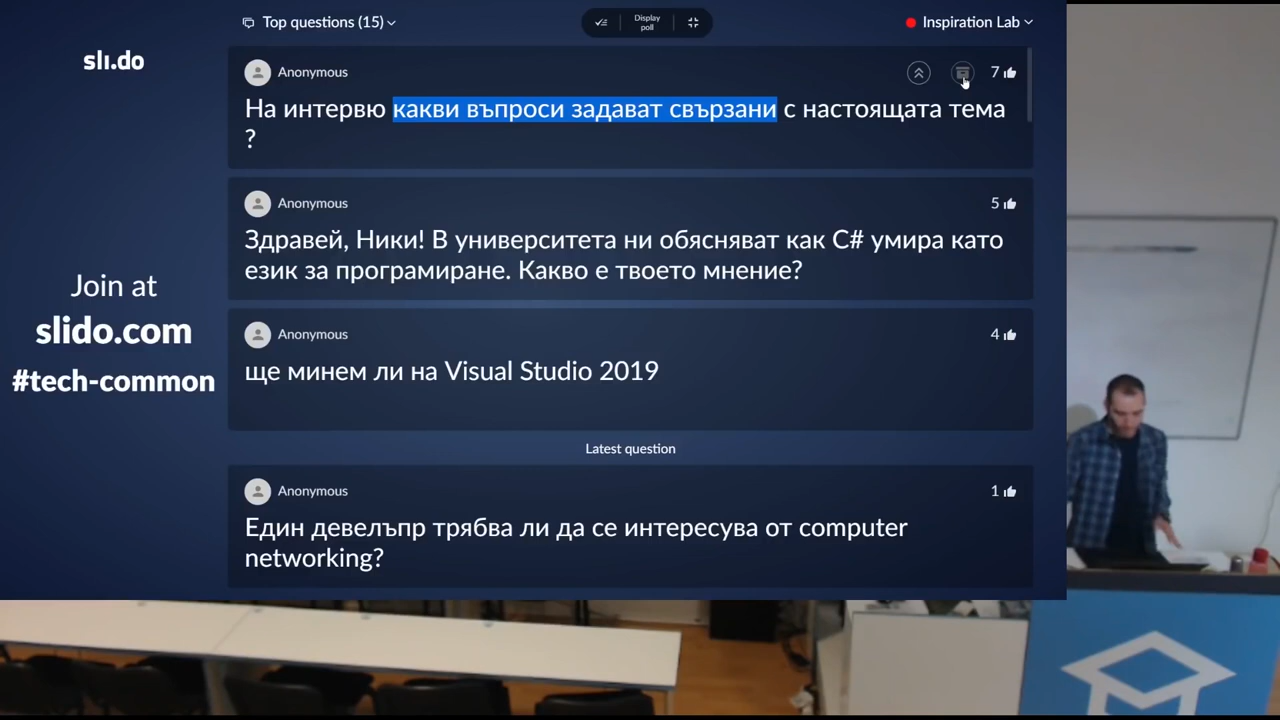 Top questions (15)
Display
poll
Inspiration Lab
sli.do
Anonymous
7
На интервю какви въпроси задават свързани с настоящата тема
?
Anonymous
5
Здравей, Ники! В университета ни обясняват как C# умира като
език за програмиране. Какво е твоето мнение?
Join at
slido.com
#tech-common
Anonymous
4
ще минем ли на Visual Studio 2019
Latest question
Anonymous
1
Един девелъпр трябва ли да се интересува от computer
networking?